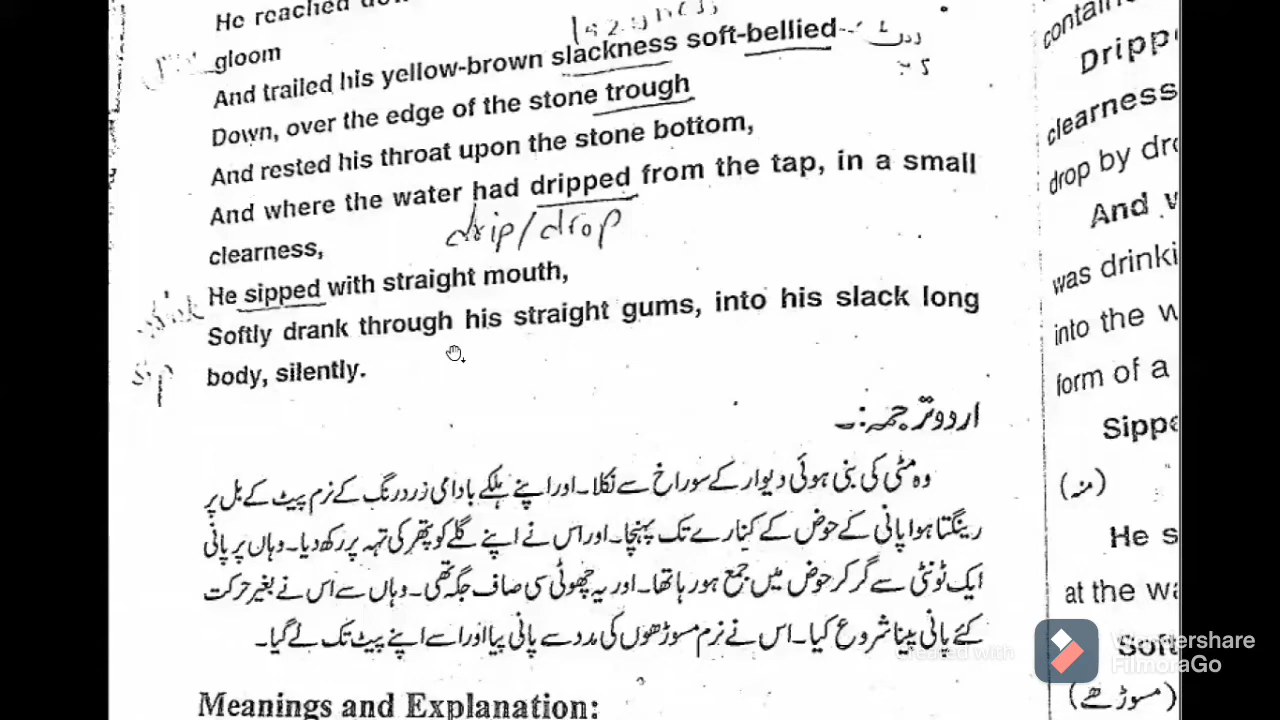 He reached
gloom
And trailed his yellow-brown slackness soft-bellied
Down, over the edge of the stone trough
And rested his throat upon the stone bottom,
And where the water had dripped from the tap, in a small
drip/drop
clearness,
He sipped with straight mouth,
Softly drank through his straight gums, into his slack long
Sip
body, silently.
اردو ترجمہ:۔
وہ مٹی کی بنی ہوئی دیوار کے سوراخ سے نکلا۔ اور اپنے ہلکے بادامی زرد رنگ کے نرم پیٹ کے بل پر
رینگتا ہوا پانی کے حوض کے کنارے تک پہنچا۔ اور اس نے اپنے گلے کو پتھر کی تہہ پر رکھ دیا۔ وہاں پر پانی
ایک ٹونٹی سے گر کر حوض میں جمع ہو رہا تھا۔ اور یہ چھوٹی سی صاف جگہ تھی۔ وہاں سے اس نے بغیر حرکت
کئے پانی پینا شروع کیا۔ اس نے نرم مسوڑھوں کی مدد سے پانی پیا اور اسے اپنے پیٹ تک لے گیا۔
Meanings and Explanation:
clearness
drop by
And
was drinki
into the w
form of a
Sippe
(منہ)
He s
at the wa
Soft
(مسوڑھے)
created with
Wondershare
FilmoraGo